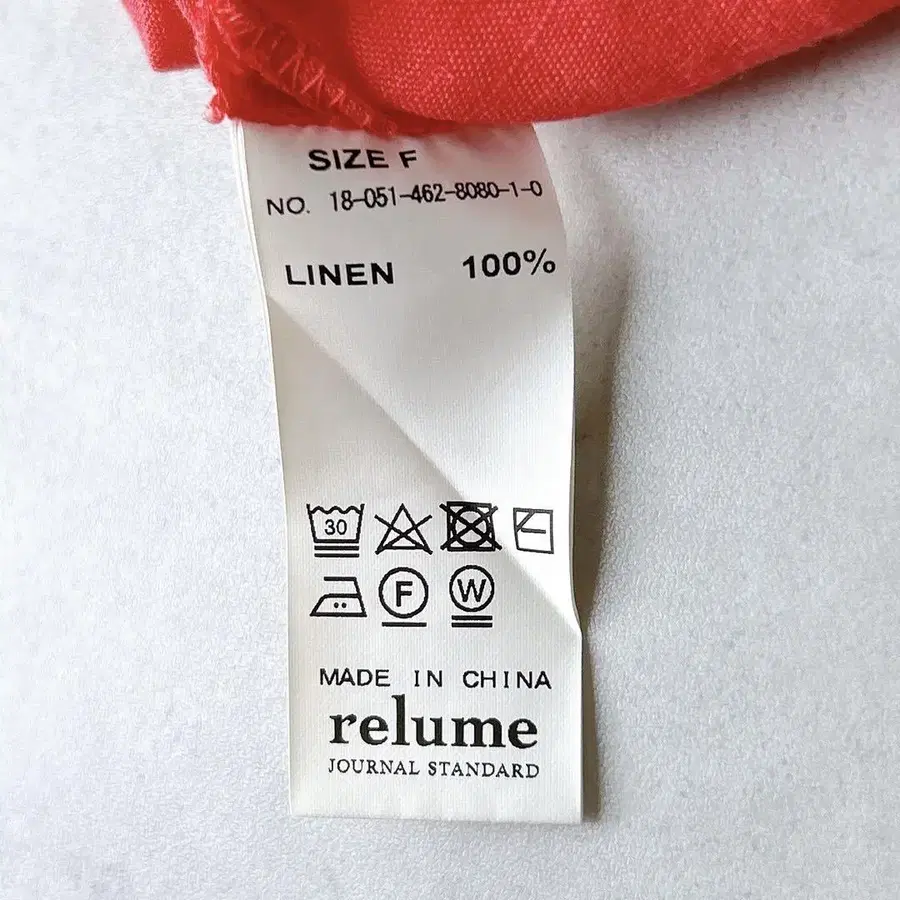 SIZE F
NO. 18-051-462-8080-1-0
LINEN 100%
30
F W
MADE IN CHINA
relume
JOURNAL STANDARD